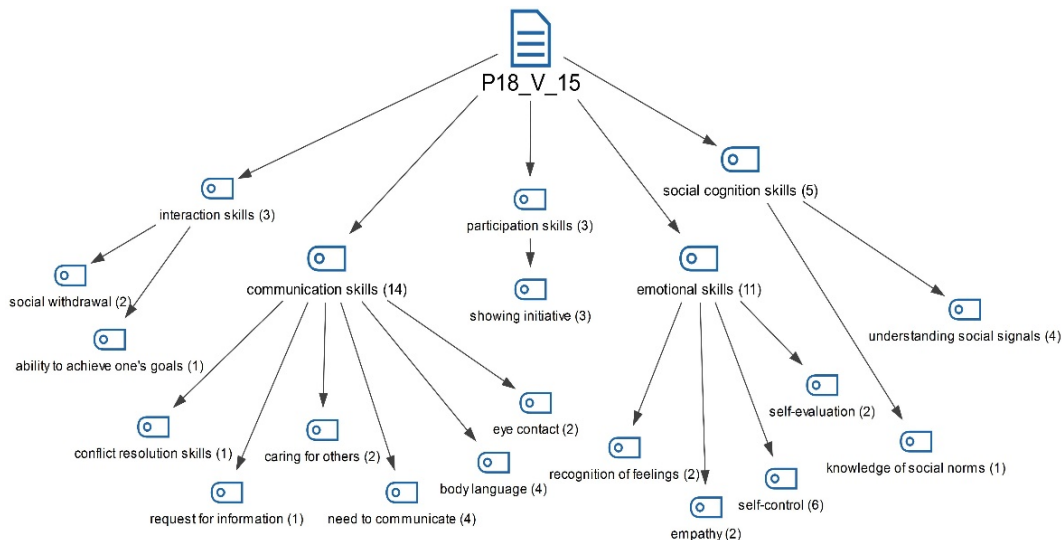 P18_V_15
interaction skills (3)
participation skills (3)
social cognition skills (5)
social withdrawal (2)
communication skills (14)
showing initiative (3)
emotional skills (11)
understanding social signals (4)
ability to achieve one's goals (1)
conflict resolution skills (1)
caring for others (2)
eye contact (2)
self-evaluation (2)
body language (4)
recognition of feelings (2)
knowledge of social norms (1)
request for information (1)
need to communicate (4)
self-control (6)
empathy (2)